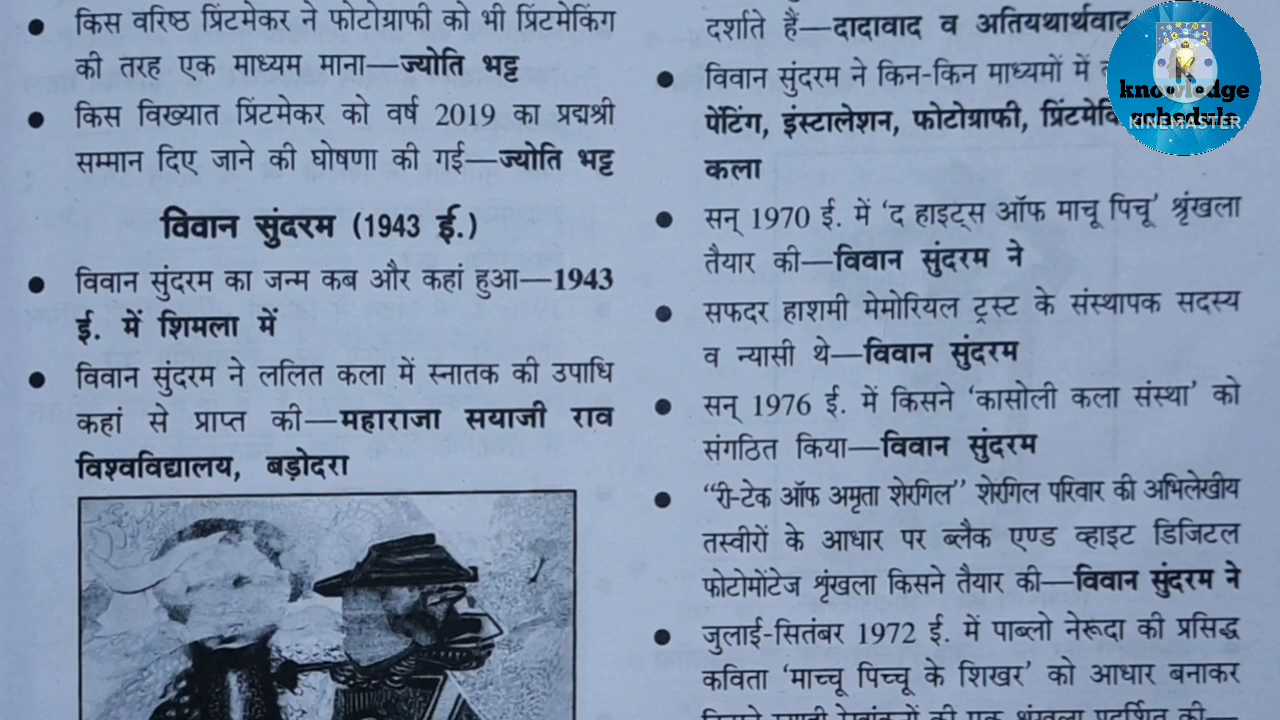 किस वरिष्ठ प्रिंटमेकर ने फोटोग्राफी को भी प्रिंटमेकिंग
की तरह एक माध्यम माना—ज्योति भट्ट
किस विख्यात प्रिंटमेकर को वर्ष 2019 का प्रद्मश्री
सम्मान दिए जाने की घोषणा की गई—ज्योति भट्ट
विवान सुंदरम (1943 ई.)
विवान सुंदरम का जन्म कब और कहां हुआ—1943
ई. में शिमला में
विवान सुंदरम ने ललित कला में स्नातक की उपाधि
कहां से प्राप्त की—महाराजा सयाजी राव
विश्वविद्यालय, बड़ोदरा
दर्शाते हैं—दादावाद व अतियथार्थवाद
विवान सुंदरम ने किन-किन माध्यमों में
पेंटिंग, इंस्टालेशन, फोटोग्राफी,
कला
सन् 1970 ई. में ‘द हाइट्स ऑफ माचू पिचू’ श्रृंखला
तैयार की—विवान सुंदरम ने
सफदर हाशमी मेमोरियल ट्रस्ट के संस्थापक सदस्य
व न्यासी थे—विवान सुंदरम
सन् 1976 ई. में किसने ‘कासोली कला संस्था’ को
संगठित किया—विवान सुंदरम
“री-टेक ऑफ अमृता शेरगिल” शेरगिल परिवार की अभिलेखीय
तस्वीरों के आधार पर ब्लैक एण्ड व्हाइट डिजिटल
फोटोमोंटेज शृंखला किसने तैयार की—विवान सुंदरम ने
जुलाई-सितंबर 1972 ई. में पाब्लो नेरूदा की प्रसिद्ध
कविता ‘माच्चू पिच्चू के शिखर’ को आधार बनाकर
knowledge
schedule
KINEMASTER